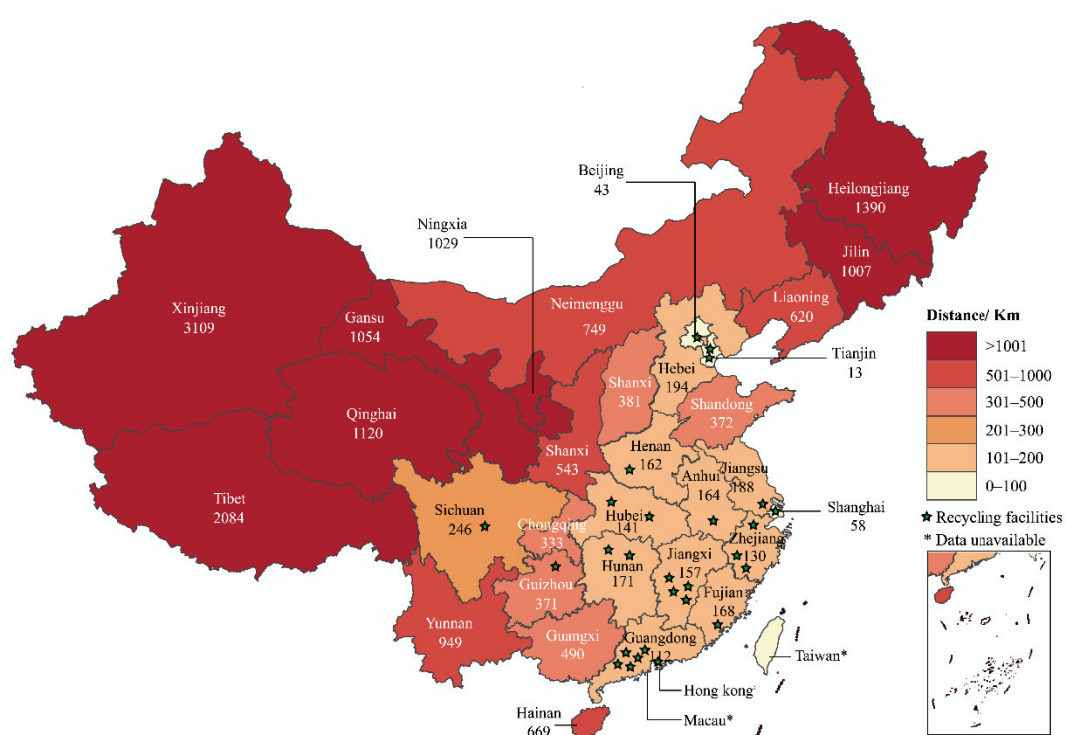 Beijing
43
Heilongjiang
1390
Ningxia
1029
Jilin
1007
Xinjiang
3109
Gansu
1054
Neimenggu
749
Liaoning
620
Distance/ Km
>1001
501–1000
301–500
201–300
101–200
0–100
Recycling facilities
* Data unavailable
Tianjin
13
Hebei
194
Shanxi
381
Shandong
372
Qinghai
1120
Shanxi
543
Henan
162
Anhui
164
Jiangsu
188
Shanghai
58
Tibet
2084
Sichuan
246
Chongqing
333
Hubei
141
Zhejiang
130
Hunan
171
Jiangxi
157
Guizhou
371
Fujian
168
Yunnan
949
Guangxi
490
Guangdong
112
Taiwan*
Hong kong
Macau*
Hainan
669